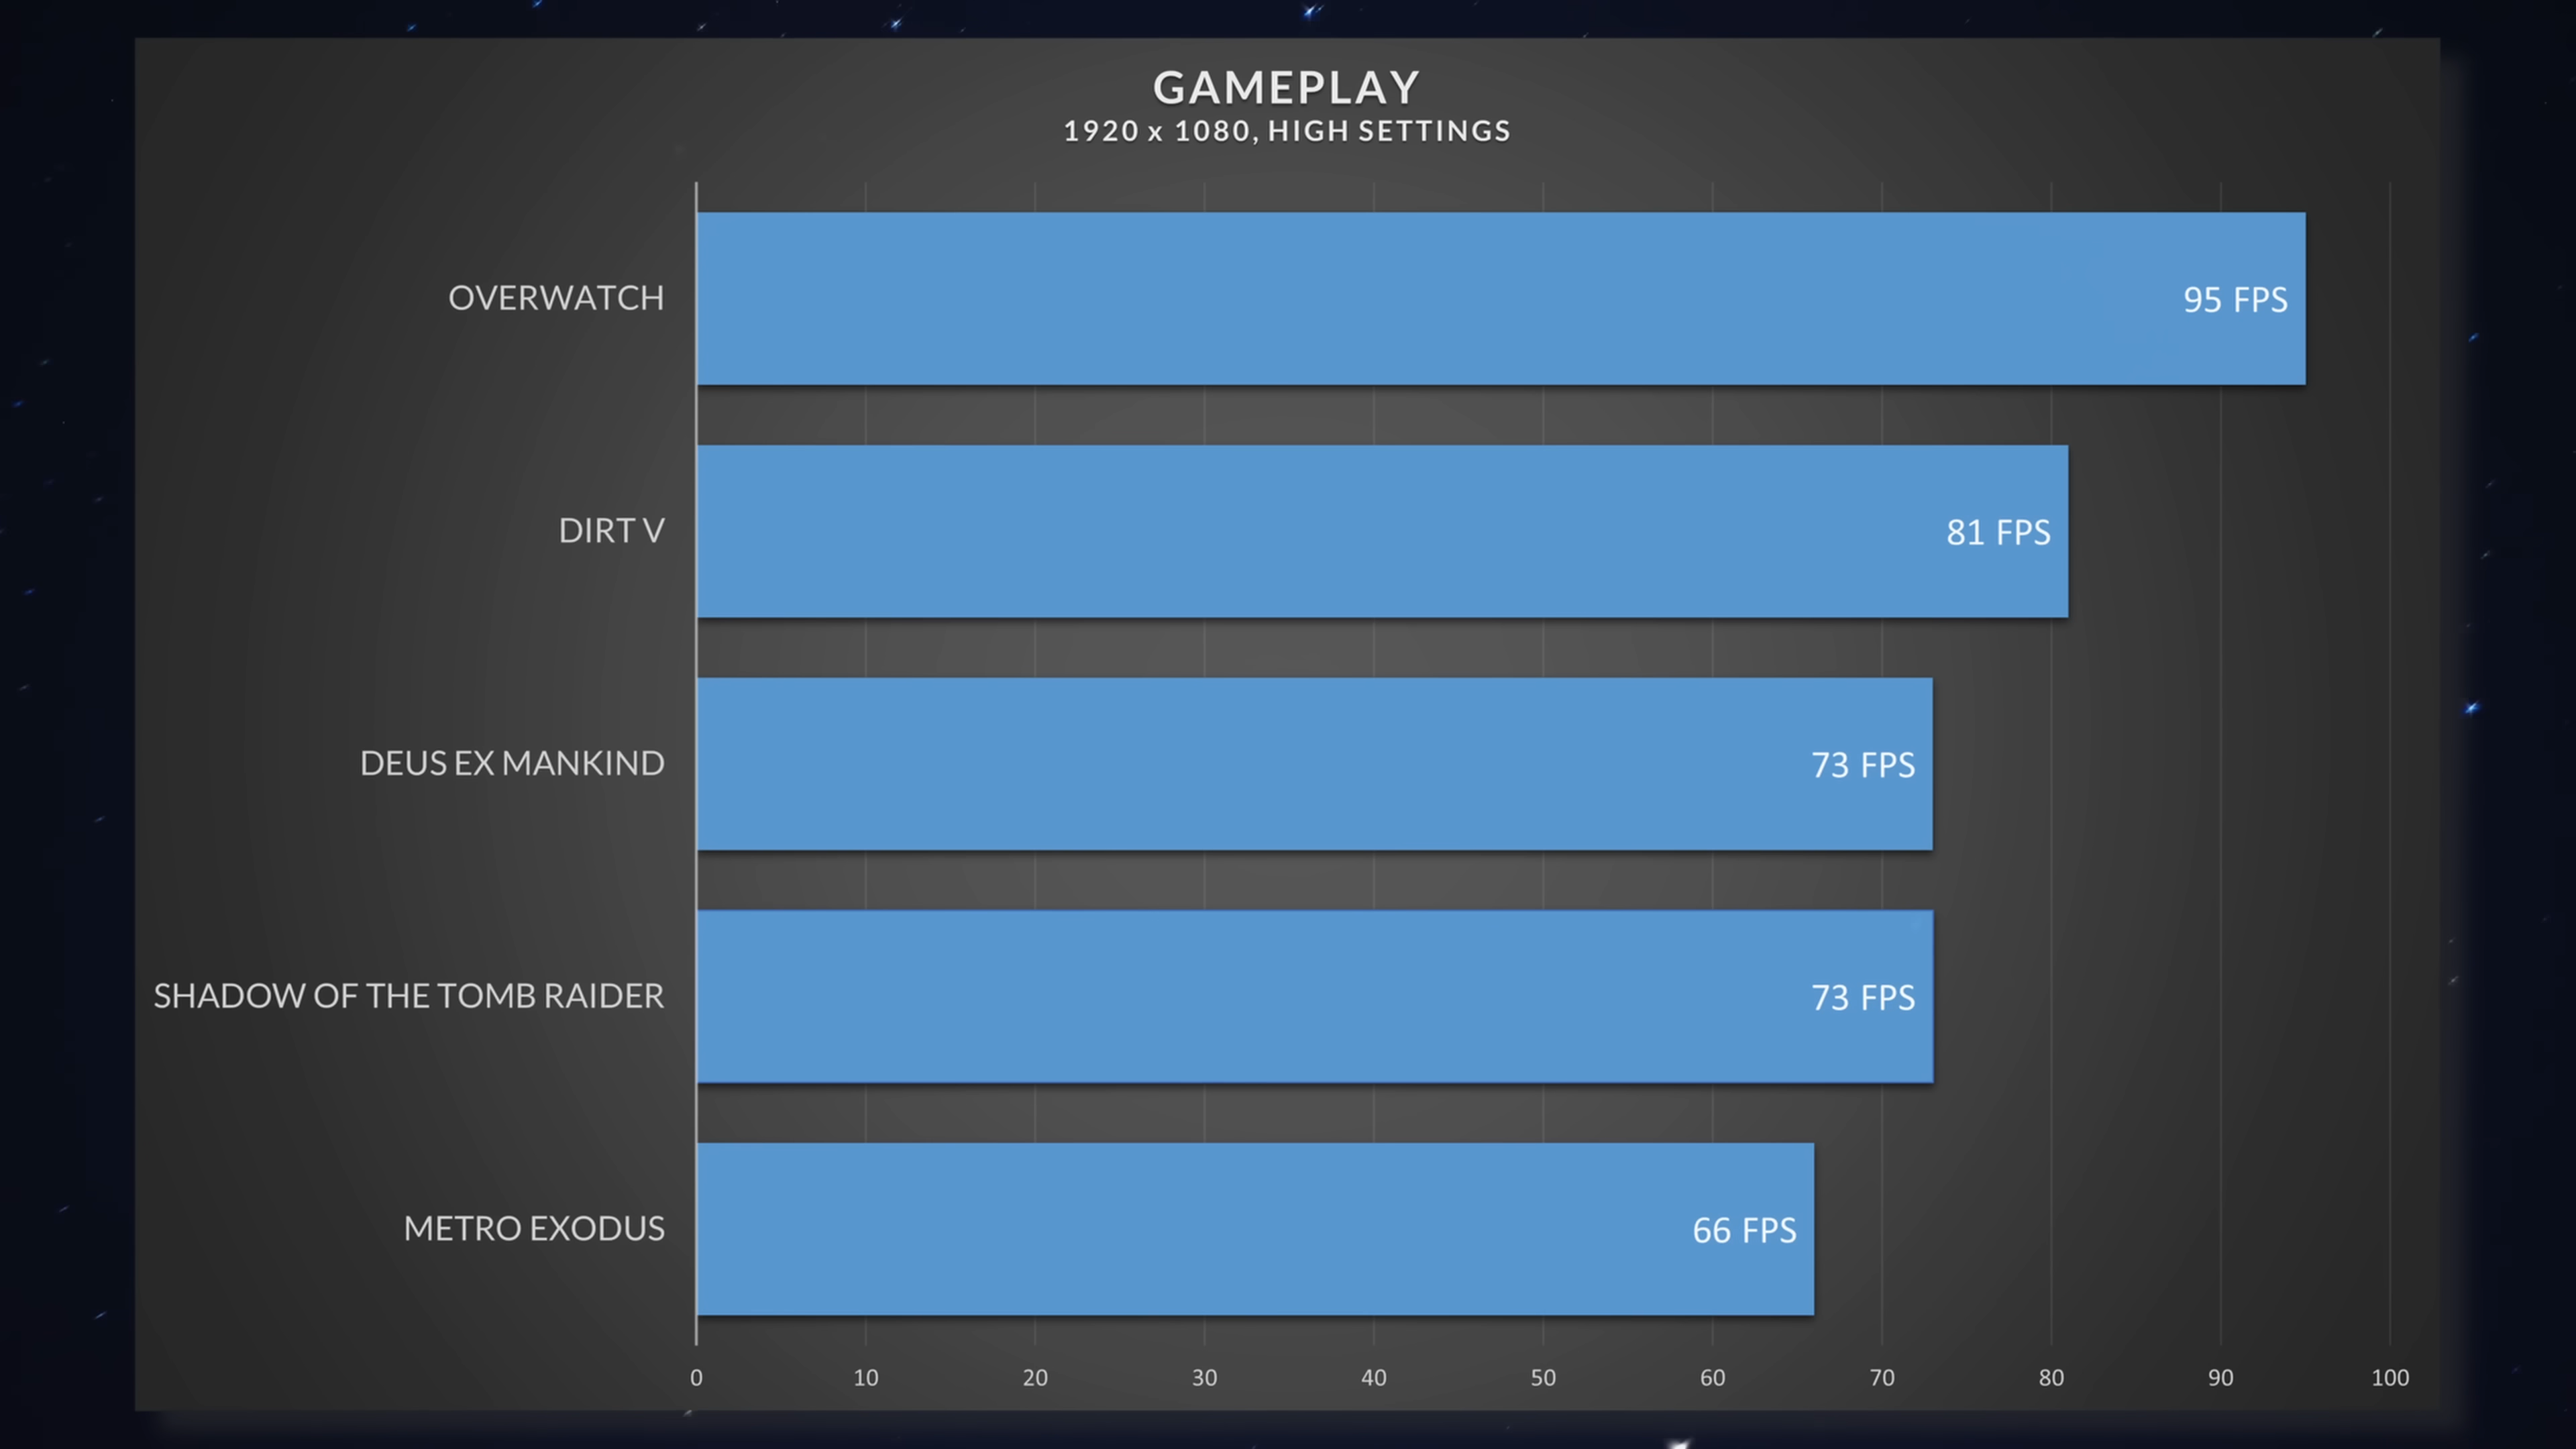 GAMEPLAY
1920 x 1080, HIGH SETTINGS
OVERWATCH
95 FPS
DIRT V
81 FPS
DEUS EX MANKIND
73 FPS
SHADOW OF THE TOMB RAIDER
73 FPS
METRO EXODUS
66 FPS
0 10 20 30 40 50 60 70 80 90 100